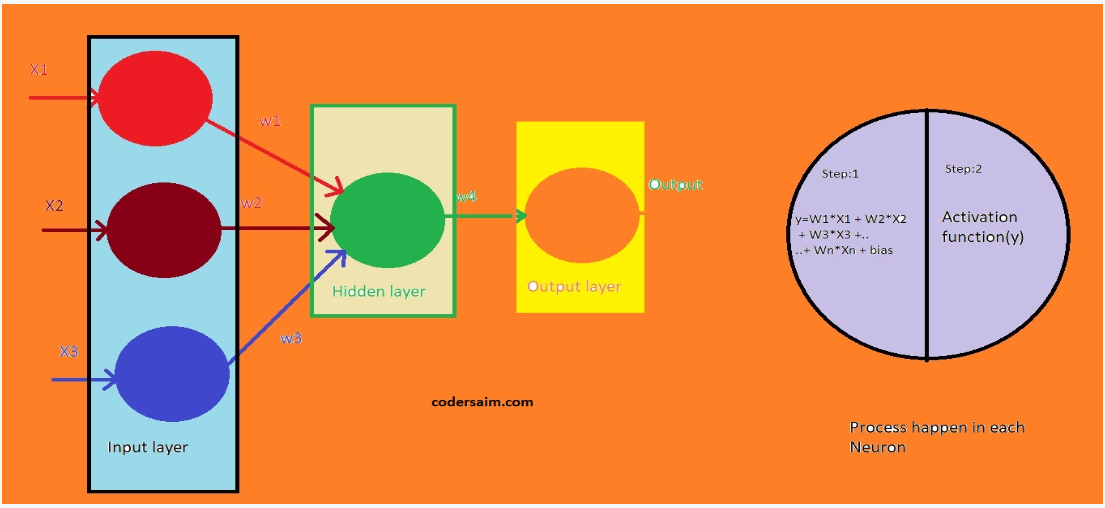 X1
w1
X2
w2
w4
Output
Hidden layer
Output layer
X3
w3
Input layer
codersaim.com
Step:1
y=W1*X1 + W2*X2
+ W3*X3 +..
..+ Wn*Xn + bias
Step:2
Activation
function(y)
Process happen in each
Neuron